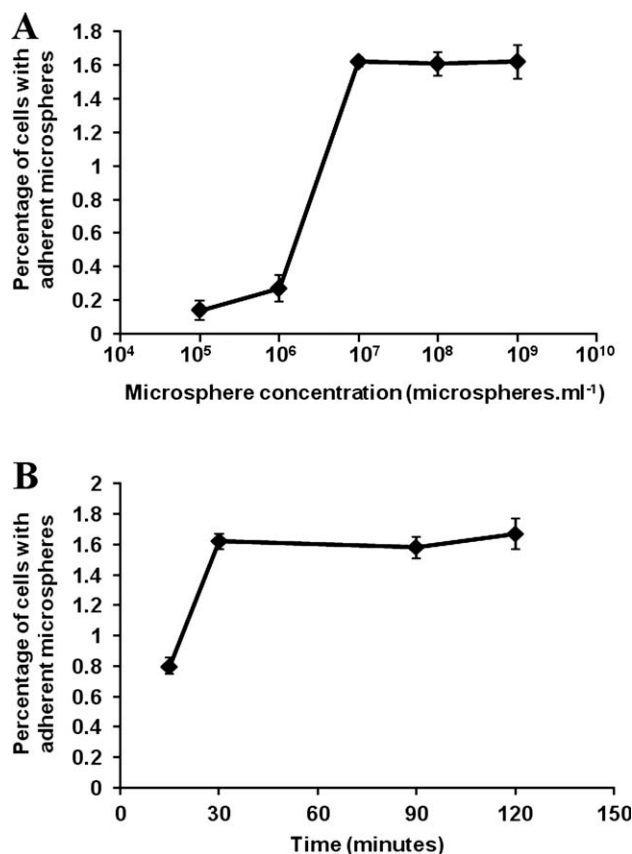 A
Percentage of cells with
adherent microspheres
1.8
1.6
1.4
1.2
1
0.8
0.6
0.4
0.2
0
10⁴ 10⁵ 10⁶ 10⁷ 10⁸ 10⁹ 10¹⁰
Microsphere concentration (microspheres.ml⁻¹)
B
Percentage of cells with
adherent microspheres
2
1.8
1.6
1.4
1.2
1
0.8
0.6
0.4
0.2
0
0 30 60 90 120 150
Time (minutes)